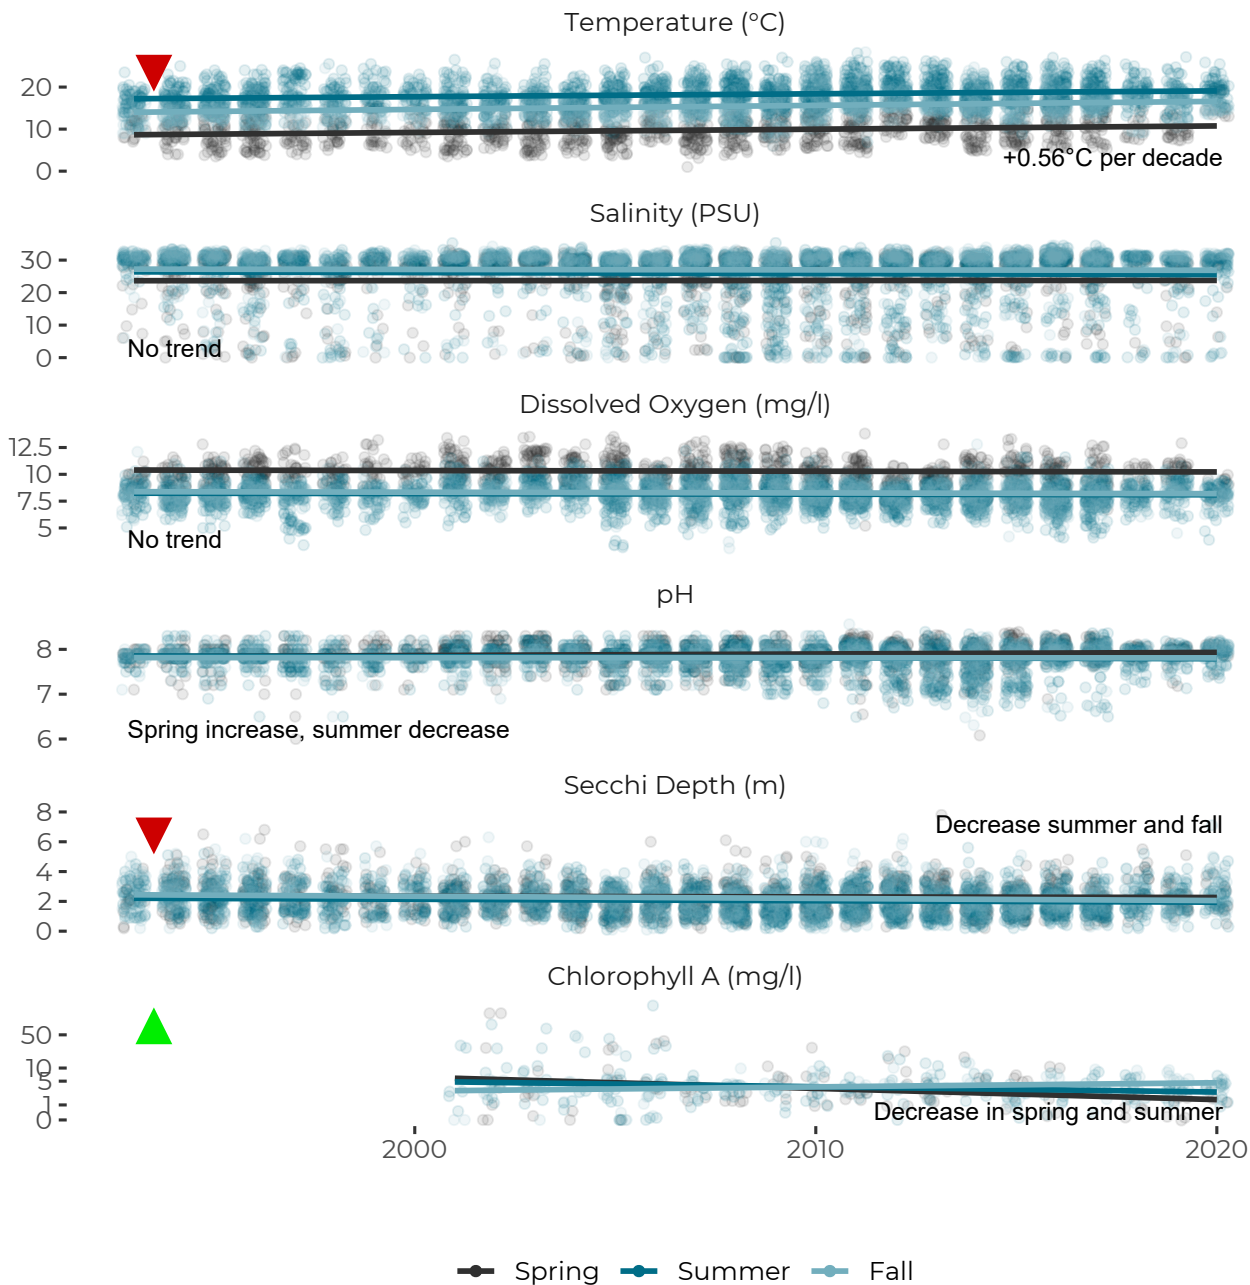 Temperature (°C)
20
10
0
+0.56°C per decade
Salinity (PSU)
30
20
10
0
No trend
Dissolved Oxygen (mg/l)
12.5
10
7.5
5
No trend
pH
8
7
6
Spring increase, summer decrease
Secchi Depth (m)
8
6
4
2
0
Decrease summer and fall
Chlorophyll A (mg/l)
50
10
5
1
0
Decrease in spring and summer
2000 2010 2020
Spring Summer Fall